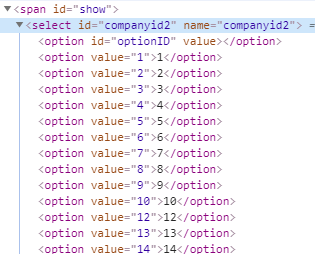 ▼<span id="show">
▼<select id="companyid2" name="companyid2"> =
<option id="optionID" value></option>
<option value="1">1</option>
<option value="2">2</option>
<option value="3">3</option>
<option value="4">4</option>
<option value="5">5</option>
<option value="6">6</option>
<option value="7">7</option>
<option value="8">8</option>
<option value="9">9</option>
<option value="10">10</option>
<option value="12">12</option>
<option value="13">13</option>
<option value="14">14</option>